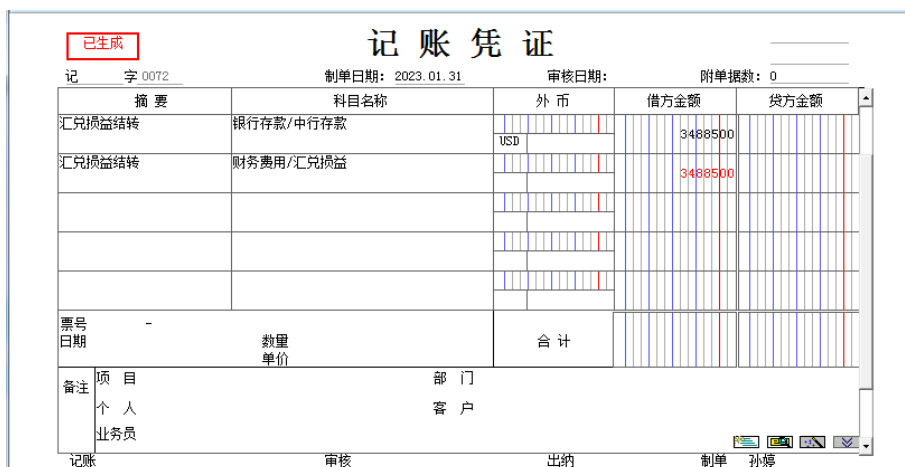 已生成
记 账 凭 证
记 字 0072 制单日期： 2023.01.31 审核日期： 附单据数： 0
摘 要 科目名称 外 币 借方金额 贷方金额
汇兑损益结转 银行存款/中行存款 3488500
USD
汇兑损益结转 财务费用/汇兑损益 3488500
票号 -
日期 数量 合 计
单价
备注 项 目 部 门
个 人 客 户
业务员
记账 审核 出纳 制单 孙婷